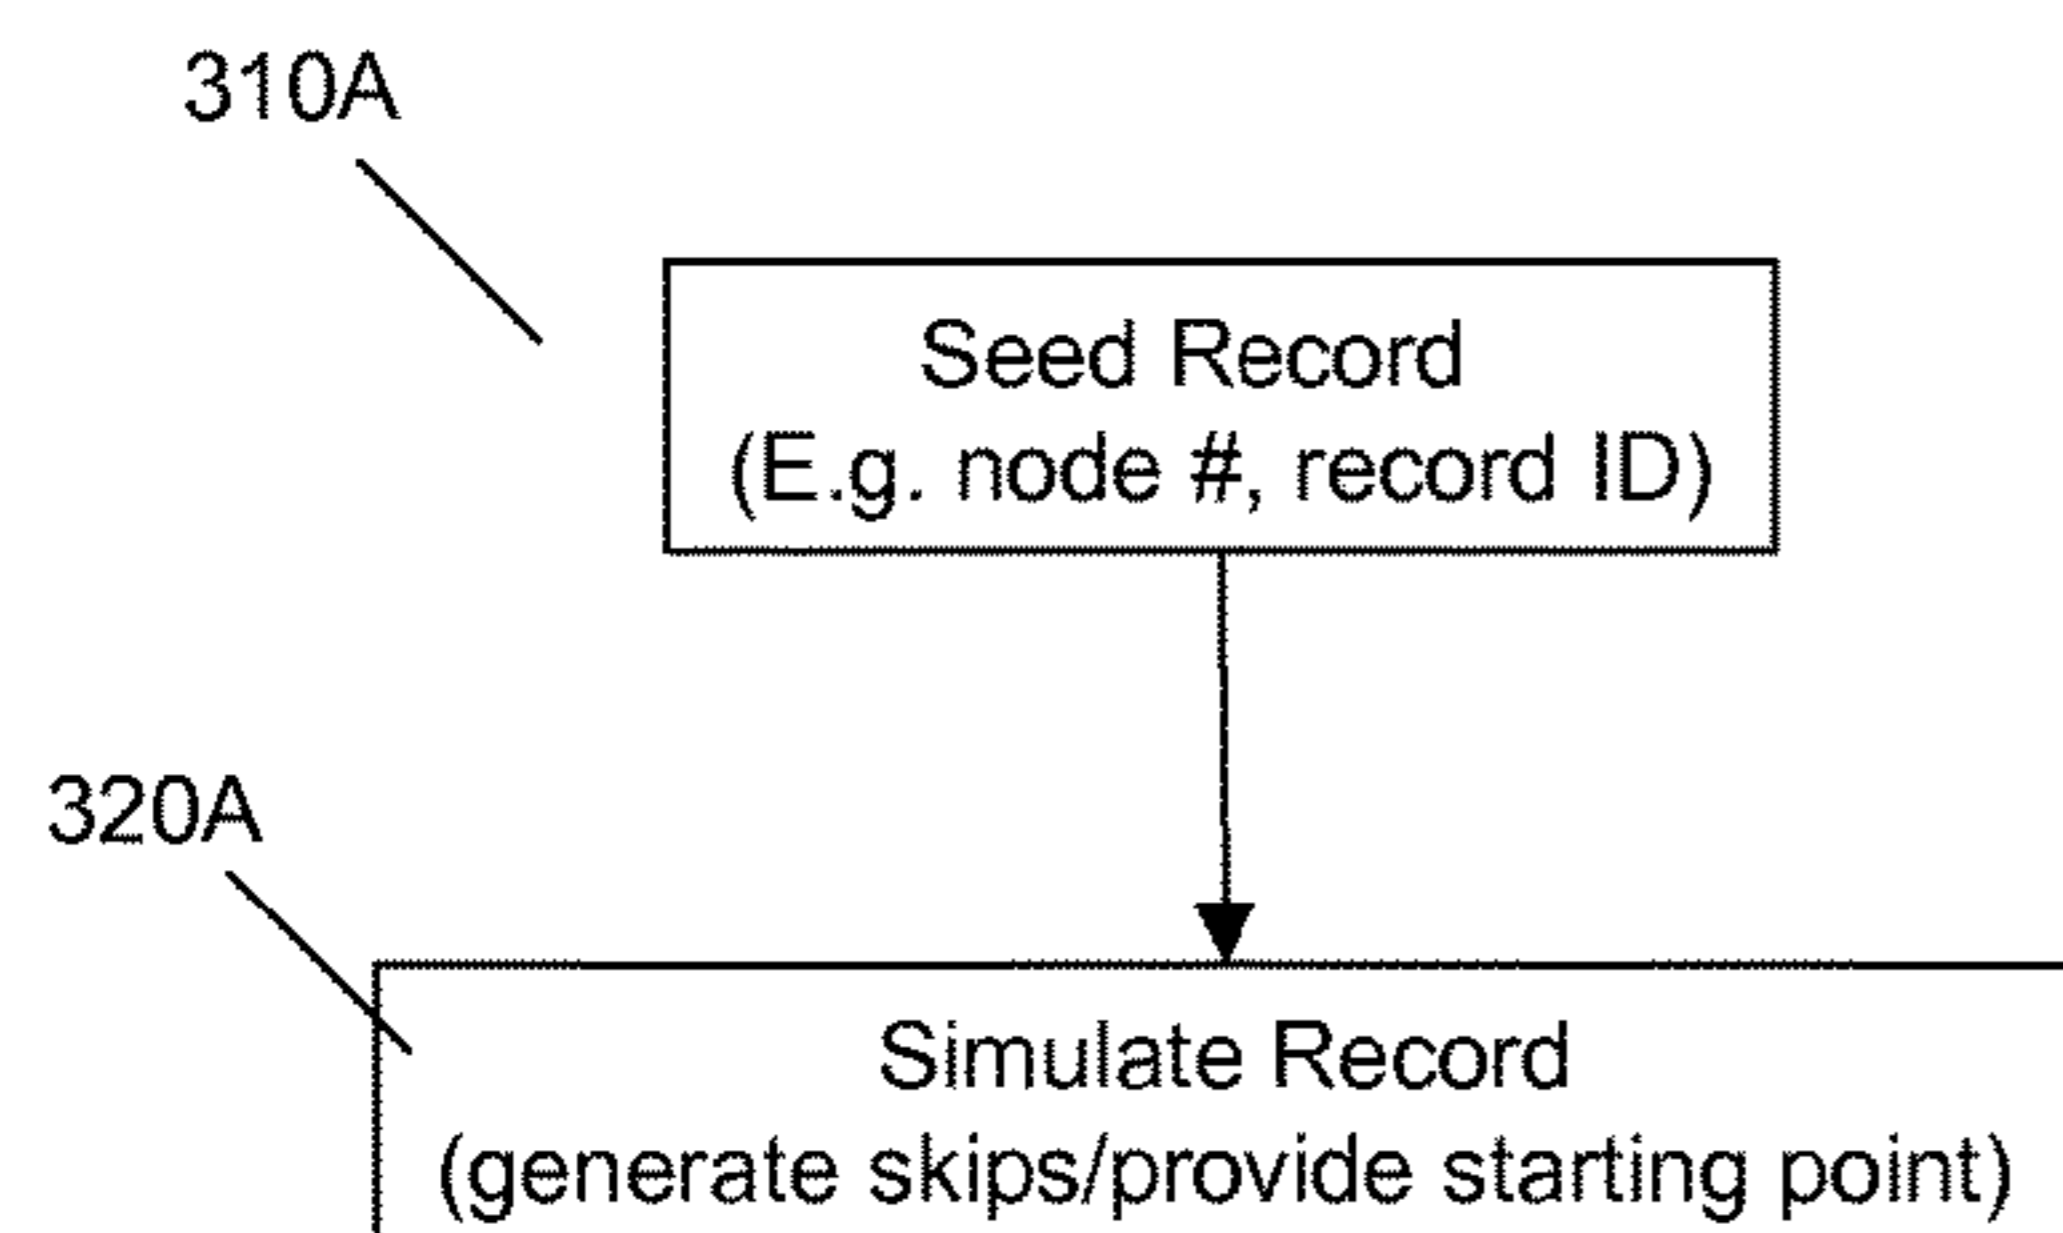 310A
Seed Record
(E.g. node #, record ID)
320A
Simulate Record
(generate skips/provide starting point)